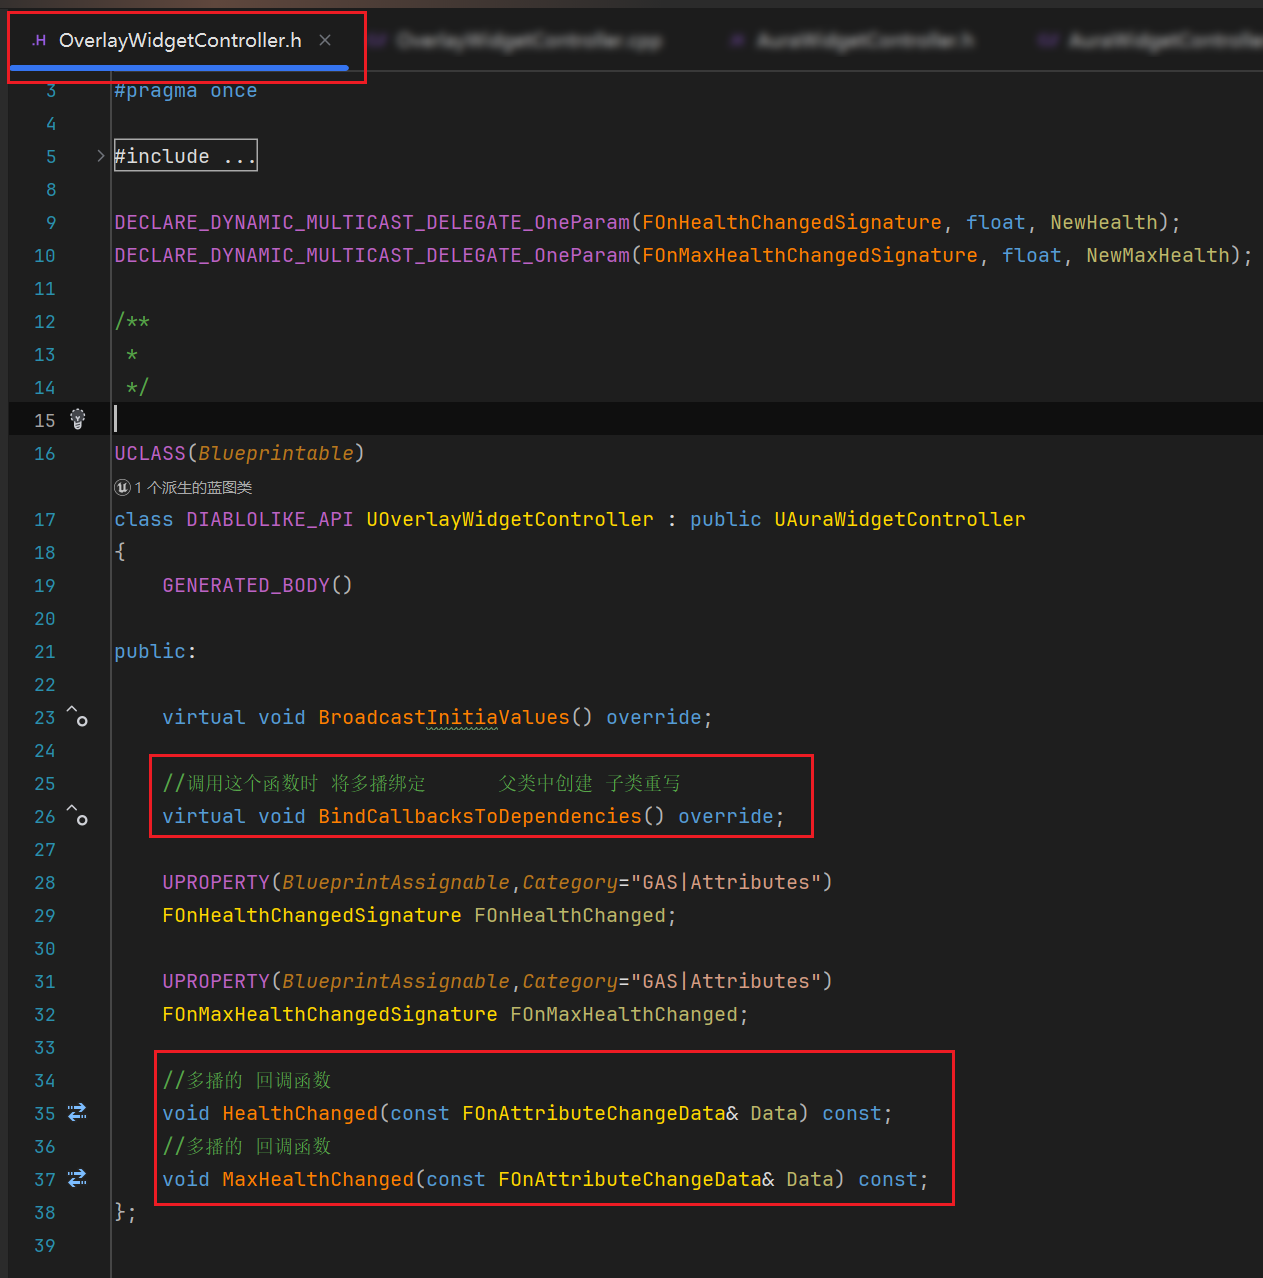 .H OverlayWidgetController.h × OverlayWidgetController.cpp AuraWidgetController.h
3 #pragma once
4
5 #include ...
8
9 DECLARE_DYNAMIC_MULTICAST_DELEGATE_OneParam(FOnHealthChangedSignature, float, NewHealth);
10 DECLARE_DYNAMIC_MULTICAST_DELEGATE_OneParam(FOnMaxHealthChangedSignature, float, NewMaxHealth);
11
12 /**
13 *
14 */
15
16 UCLASS(Blueprintable)
1 个派生的蓝图类
17 class DIABLOLIKE_API UOverlayWidgetController : public UAuraWidgetController
18 {
19 GENERATED_BODY()
20
21 public:
22
23 virtual void BroadcastInitiaValues() override;
24
25 //调用这个函数时 将多播绑定 父类中创建 子类重写
26 virtual void BindCallbacksToDependencies() override;
27
28 UPROPERTY(BlueprintAssignable,Category="GAS|Attributes")
29 FOnHealthChangedSignature FOnHealthChanged;
30
31 UPROPERTY(BlueprintAssignable,Category="GAS|Attributes")
32 FOnMaxHealthChangedSignature FOnMaxHealthChanged;
33
34 //多播的 回调函数
35 void HealthChanged(const FOnAttributeChangeData& Data) const;
36 //多播的 回调函数
37 void MaxHealthChanged(const FOnAttributeChangeData& Data) const;
38 };
39